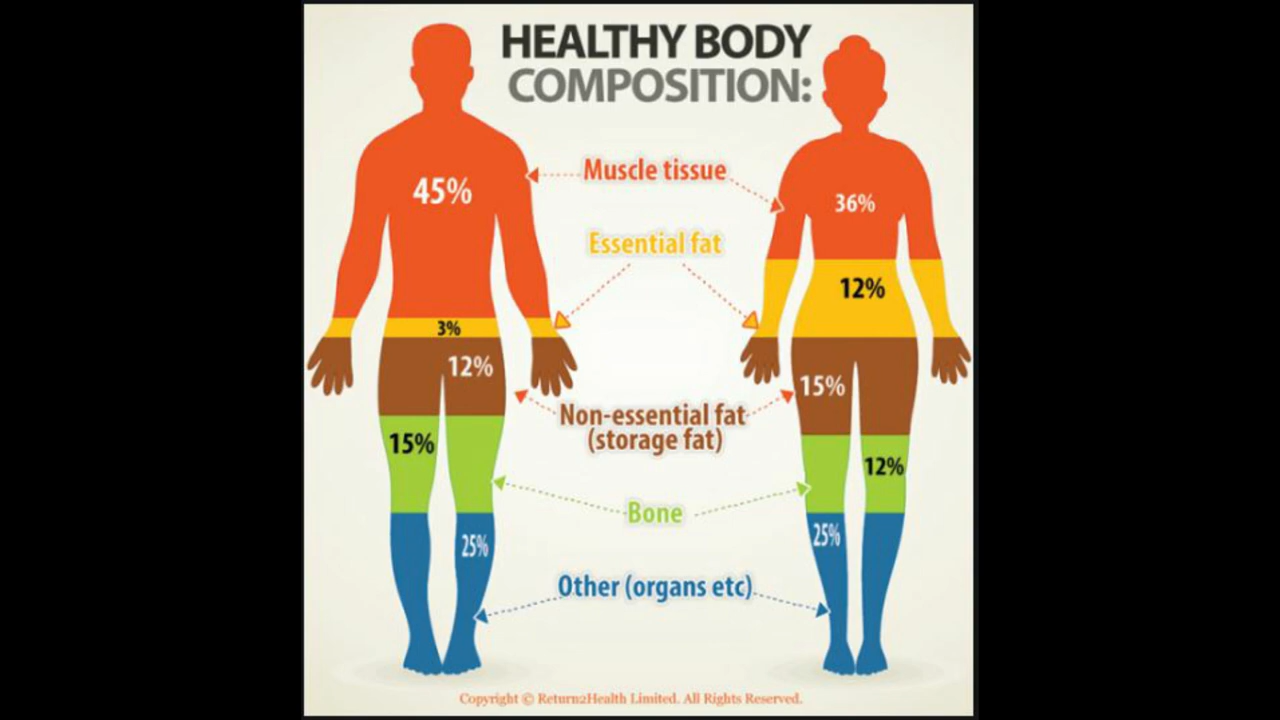 HEALTHY BODY
COMPOSITION:
Muscle tissue
45%
36%
Essential fat
12%
3%
12%
15%
Non-essential fat
(storage fat)
15%
12%
Bone
25%
25%
Other (organs etc)
Copyright © Return2Health Limited. All Rights Reserved.